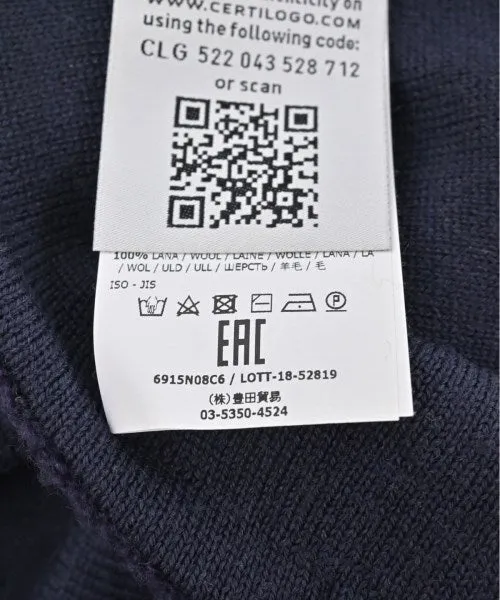 WWW.CERTILOGO.COM
using the following code:
CLG 522 043 528 712
or scan
100% LANA / WOOL / LAINE / WOLLE / LANA / LA
/ WOL / ULD / ULL / ШЕРСТЬ / 羊毛 / 毛
ISO - JIS
EAC
6915N08C6 / LOTT-18-52819
(株)豊田貿易
03-5350-4524